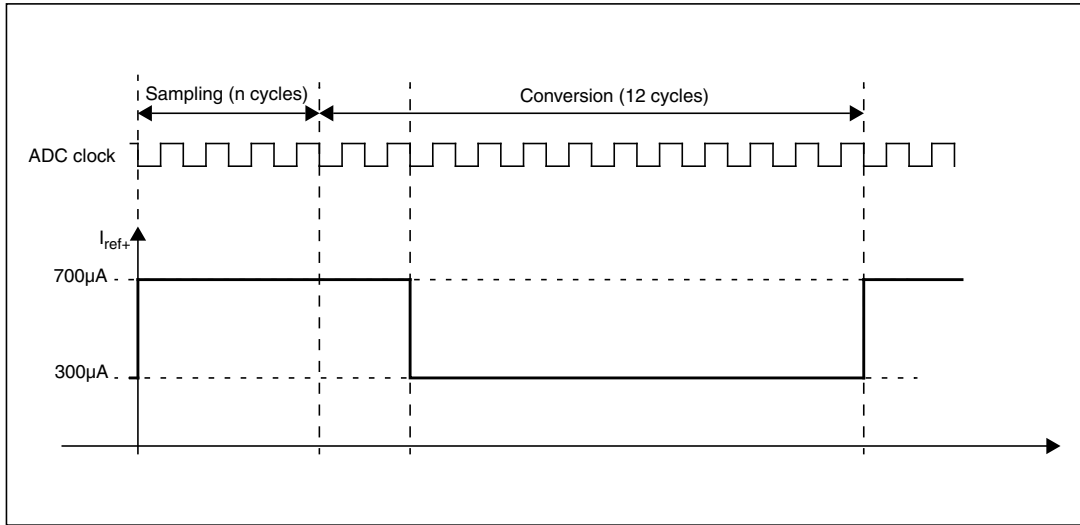 Sampling (n cycles)
Conversion (12 cycles)
ADC clock
Iref+
700µA
300µA